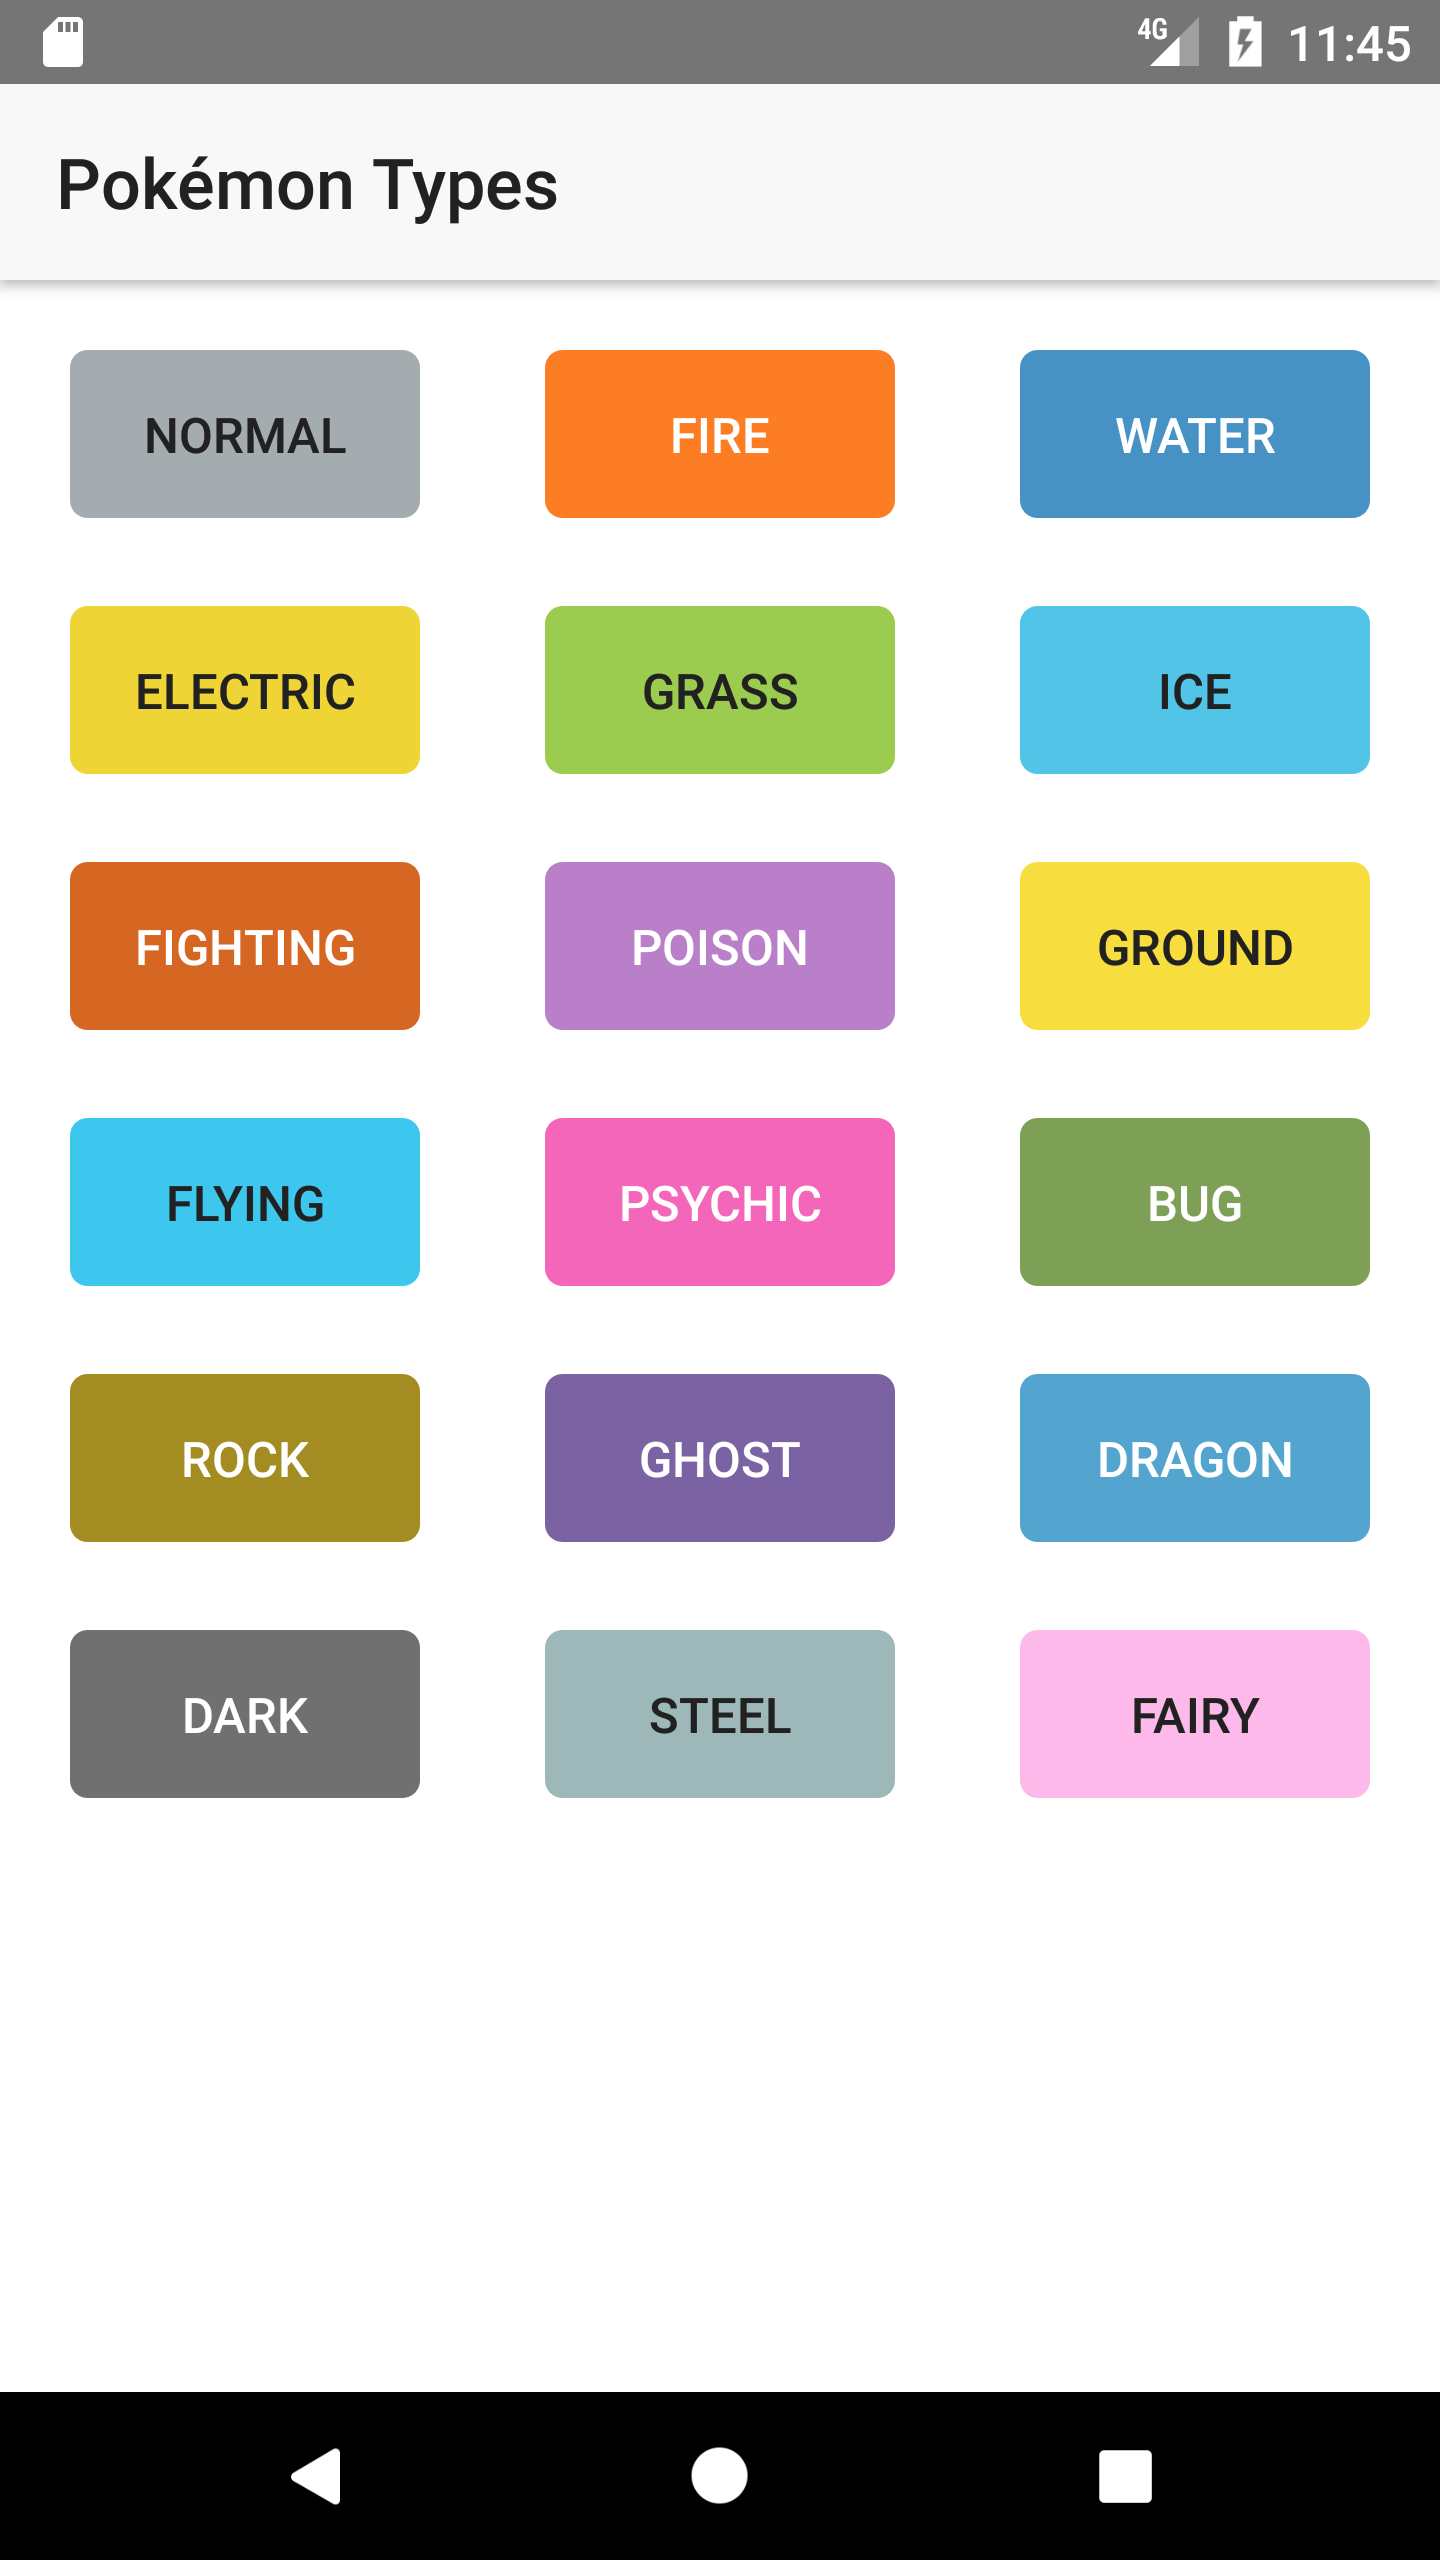 4G 11:45
Pokémon Types
NORMAL FIRE WATER
ELECTRIC GRASS ICE
FIGHTING POISON GROUND
FLYING PSYCHIC BUG
ROCK GHOST DRAGON
DARK STEEL FAIRY